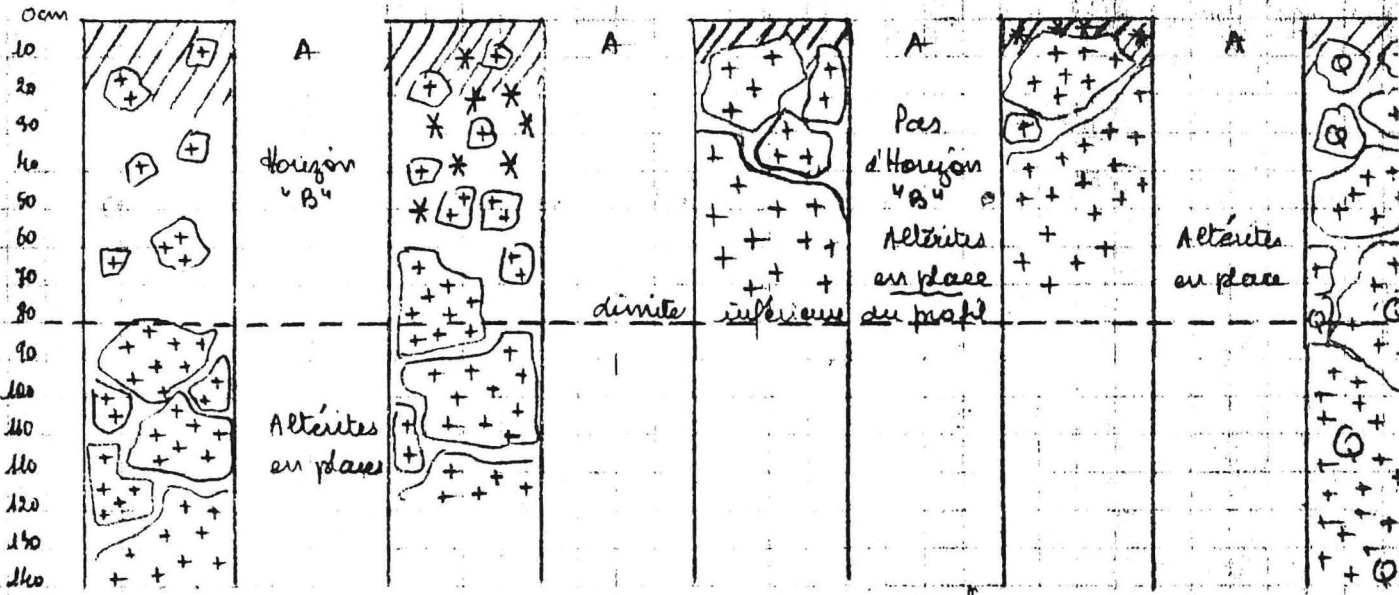 0cm
10
20
30
40
50
60
70
80
90
100
110
110
120
130
140
A
Horizon
"B"
Altérites
en places
A
Limite inférieure du profil
A
Pas
d'Horizon
"B"
Altérites
en place
A
Altérites
en place